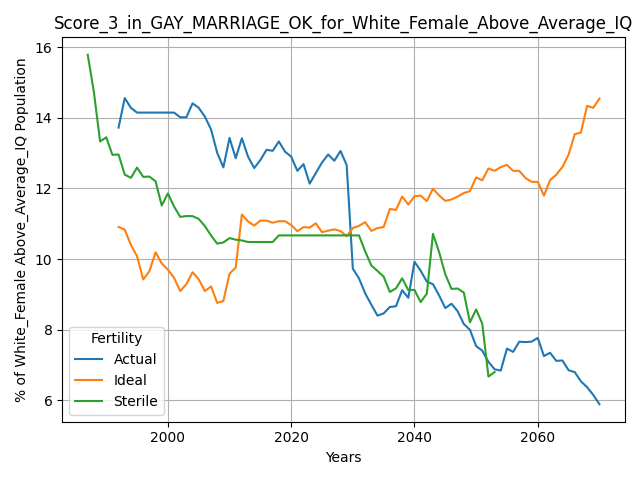 Score_3_in_GAY_MARRIAGE_OK_for_White_Female_Above_Average_IQ
% of White_Female Above_Average_IQ Population
16
14
12
10
8
6
Fertility
Actual
Ideal
Sterile
2000
2020
2040
2060
Years